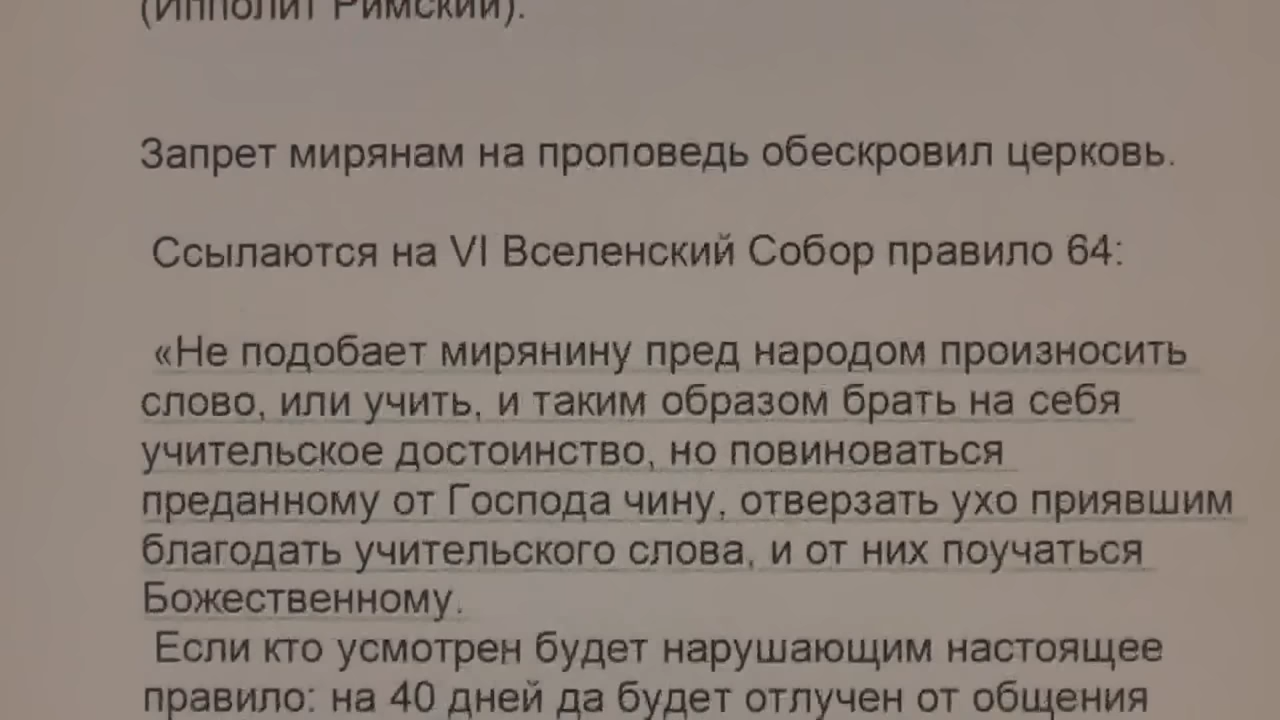 (Ипполит Римский).
Запрет мирянам на проповедь обескровил церковь.
Ссылаются на VI Вселенский Собор правило 64:
«Не подобает мирянину пред народом произносить
слово, или учить, и таким образом брать на себя
учительское достоинство, но повиноваться
преданному от Господа чину, отверзать ухо приявшим
благодать учительского слова, и от них поучаться
Божественному.
Если кто усмотрен будет нарушающим настоящее
правило: на 40 дней да будет отлучен от общения